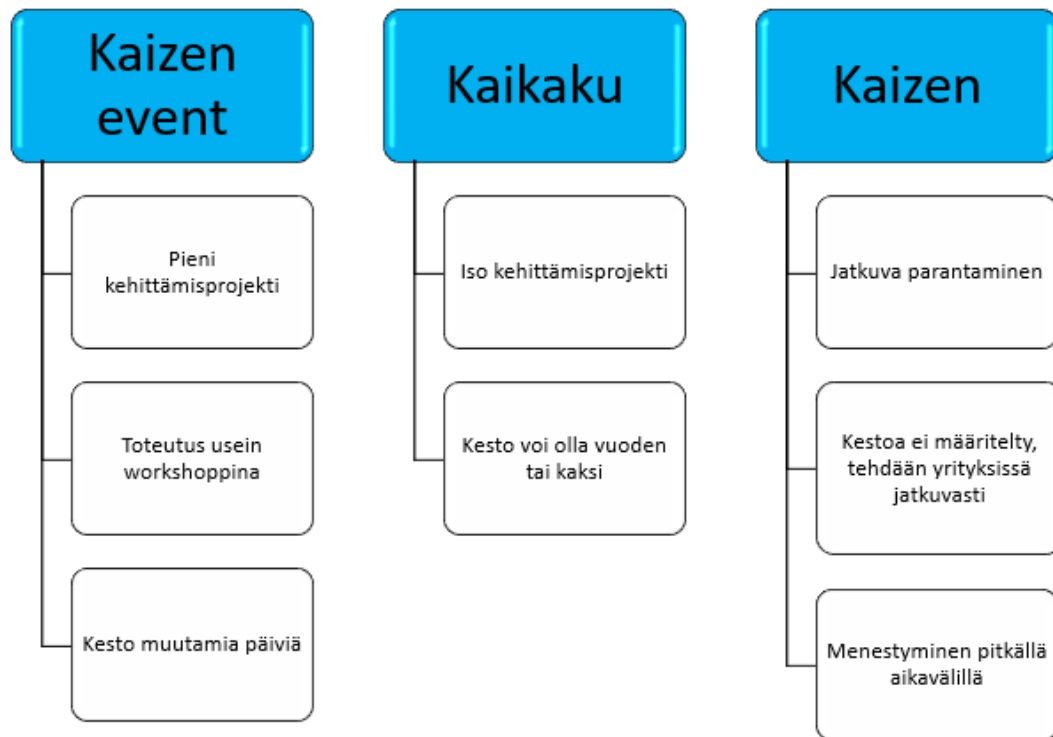 Kaizen
event
Pieni
kehittämisprojekti
Toteutus usein
workshoppina
Kesto muutamia päiviä
Kaikaku
Iso kehittämisprojekti
Kesto voi olla vuoden
tai kaksi
Kaizen
Jatkuva parantaminen
Kestoa ei määritelty,
tehdään yrityksissä
jatkuvasti
Menestyminen pitkällä
aikavälillä